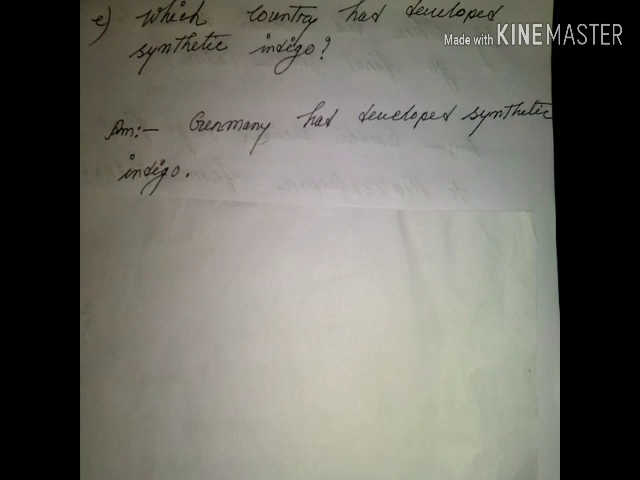 e) Which country had developed
Made with KINEMASTER
synthetic indigo?
Ans:- Germany had developed synthetic
indigo.